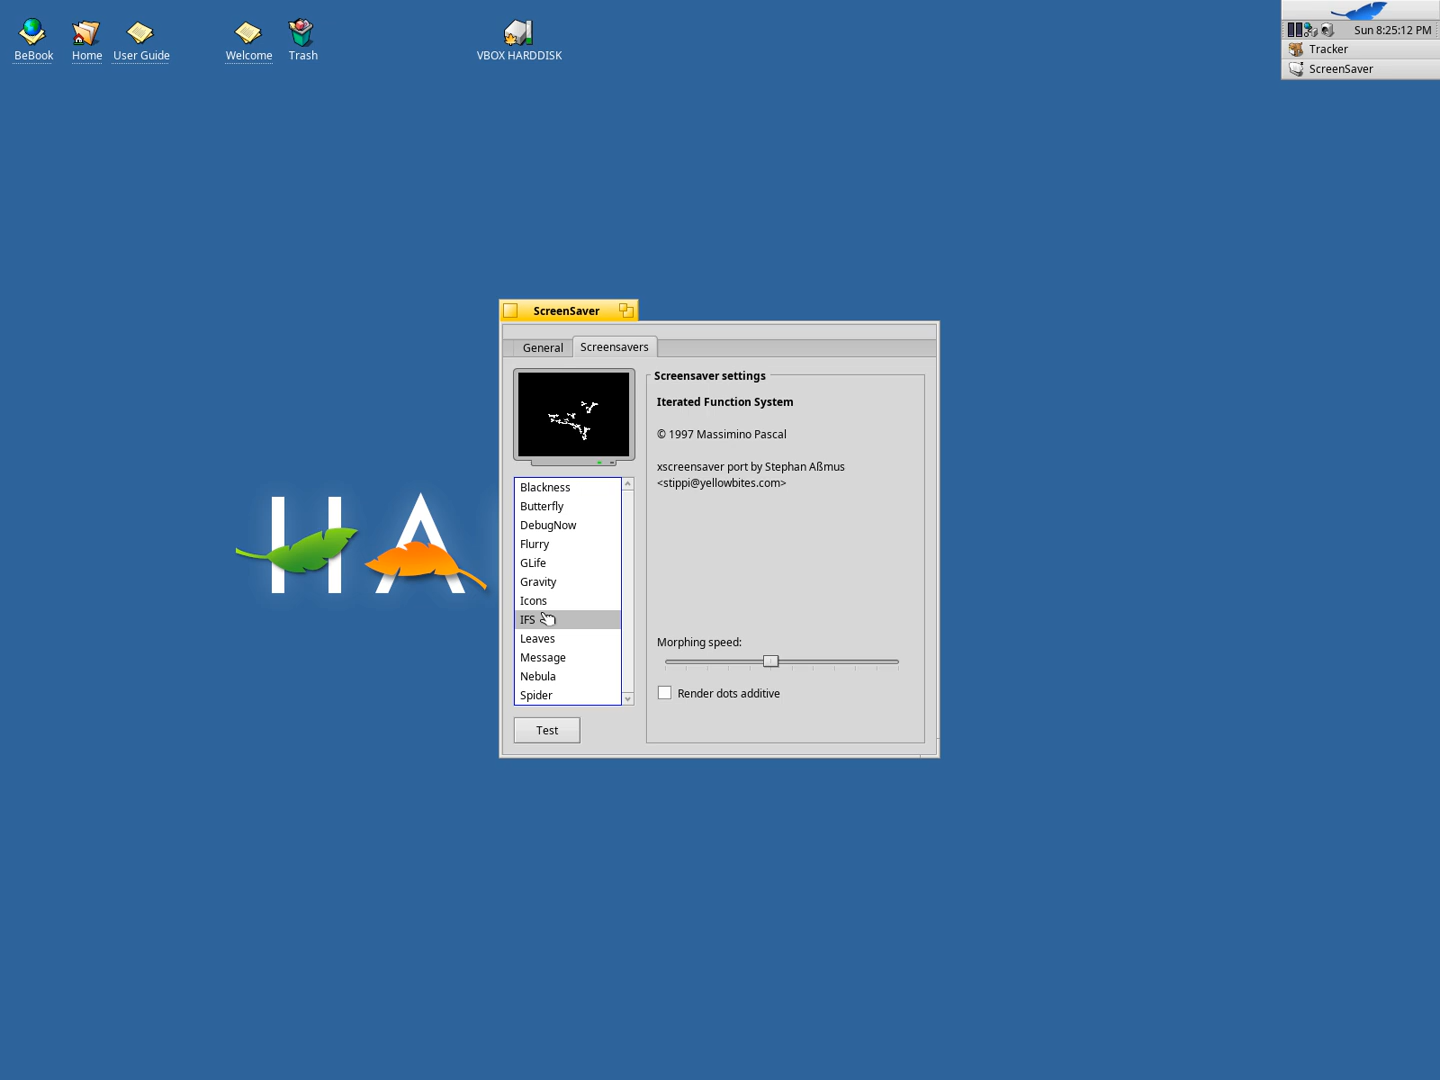 BeBook
Home
User Guide
Welcome
Trash
VBOX HARDDISK
Sun 8:25:12 PM
Tracker
ScreenSaver
HA
ScreenSaver
General
Screensavers
Screensaver settings
Iterated Function System
© 1997 Massimino Pascal
xscreensaver port by Stephan Aßmus
<stippi@yellowbites.com>
Blackness
Butterfly
DebugNow
Flurry
GLife
Gravity
Icons
IFS
Leaves
Message
Nebula
Spider
Morphing speed:
Render dots additive
Test